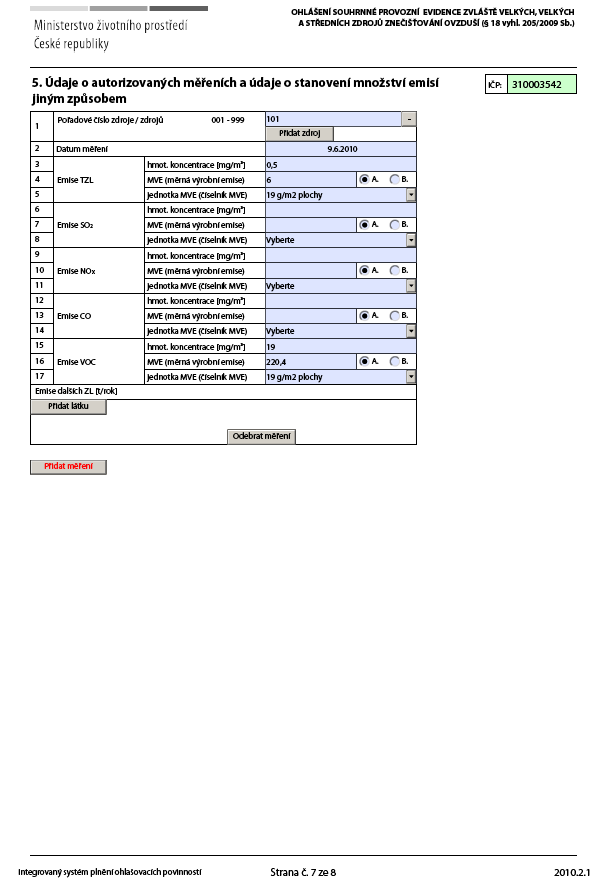 Ministerstvo životního prostředí
České republiky
OHLÁŠENÍ SOUHRNNÉ PROVOZNÍ EVIDENCE ZVLÁŠTĚ VELKÝCH, VELKÝCH
A STŘEDNÍCH ZDROJŮ ZNEČIŠŤOVÁNÍ OVZDUŠÍ (§ 18 vyhl. 205/2009 Sb.)
5. Údaje o autorizovaných měřeních a údaje o stanovení množství emisí
jiným způsobem
IČP: 310003542
1 Pořadové číslo zdroje / zdrojů 001 - 999 101 -
Přidat zdroj
2 Datum měření 9.6.2010
3 hmot. koncentrace [mg/m³] 0,5
4 Emise TZL MVE (měrná výrobní emise) 6 A. B.
5 jednotka MVE (číselník MVE) 19 g/m2 plochy
6 hmot. koncentrace [mg/m³]
7 Emise SO₂ MVE (měrná výrobní emise) A. B.
8 jednotka MVE (číselník MVE) Vyberte
9 hmot. koncentrace [mg/m³]
10 Emise NOₓ MVE (měrná výrobní emise) A. B.
11 jednotka MVE (číselník MVE) Vyberte
12 hmot. koncentrace [mg/m³]
13 Emise CO MVE (měrná výrobní emise) A. B.
14 jednotka MVE (číselník MVE) Vyberte
15 hmot. koncentrace [mg/m³] 19
16 Emise VOC MVE (měrná výrobní emise) 220,4 A. B.
17 jednotka MVE (číselník MVE) 19 g/m2 plochy
Emise dalších ZL [t/rok]
Přidat látku
Odebrat měření
Přidat měření
Integrovaný systém plnění ohlašovacích povinností
Strana č. 7 ze 8
2010.2.1